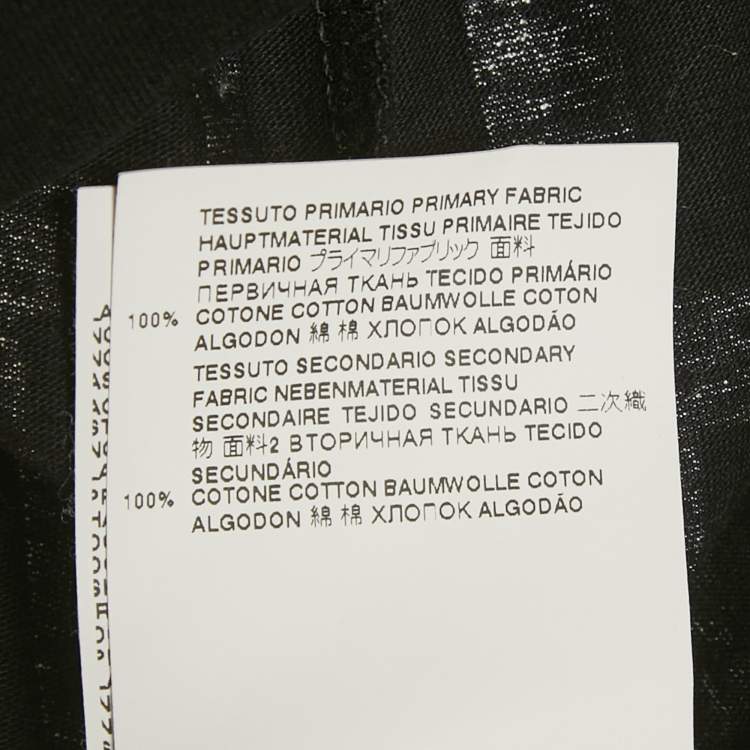 TESSUTO PRIMARIO PRIMARY FABRIC
HAUPTMATERIAL TISSU PRIMAIRE TEJIDO
PRIMARIO プライマリファブリック 面料
ПЕРВИЧНАЯ ТКАНЬ TECIDO PRIMÁRIO
100% COTONE COTTON BAUMWOLLE COTON
ALGODON 綿 棉 ХЛОПОК ALGODÃO
TESSUTO SECONDARIO SECONDARY
FABRIC NEBENMATERIAL TISSU
SECONDAIRE TEJIDO SECUNDARIO 二次織
物 面料2 ВТОРИЧНАЯ ТКАНЬ TECIDO
SECUNDÁRIO
100% COTONE COTTON BAUMWOLLE COTON
ALGODON 綿 棉 ХЛОПОК ALGODÃO